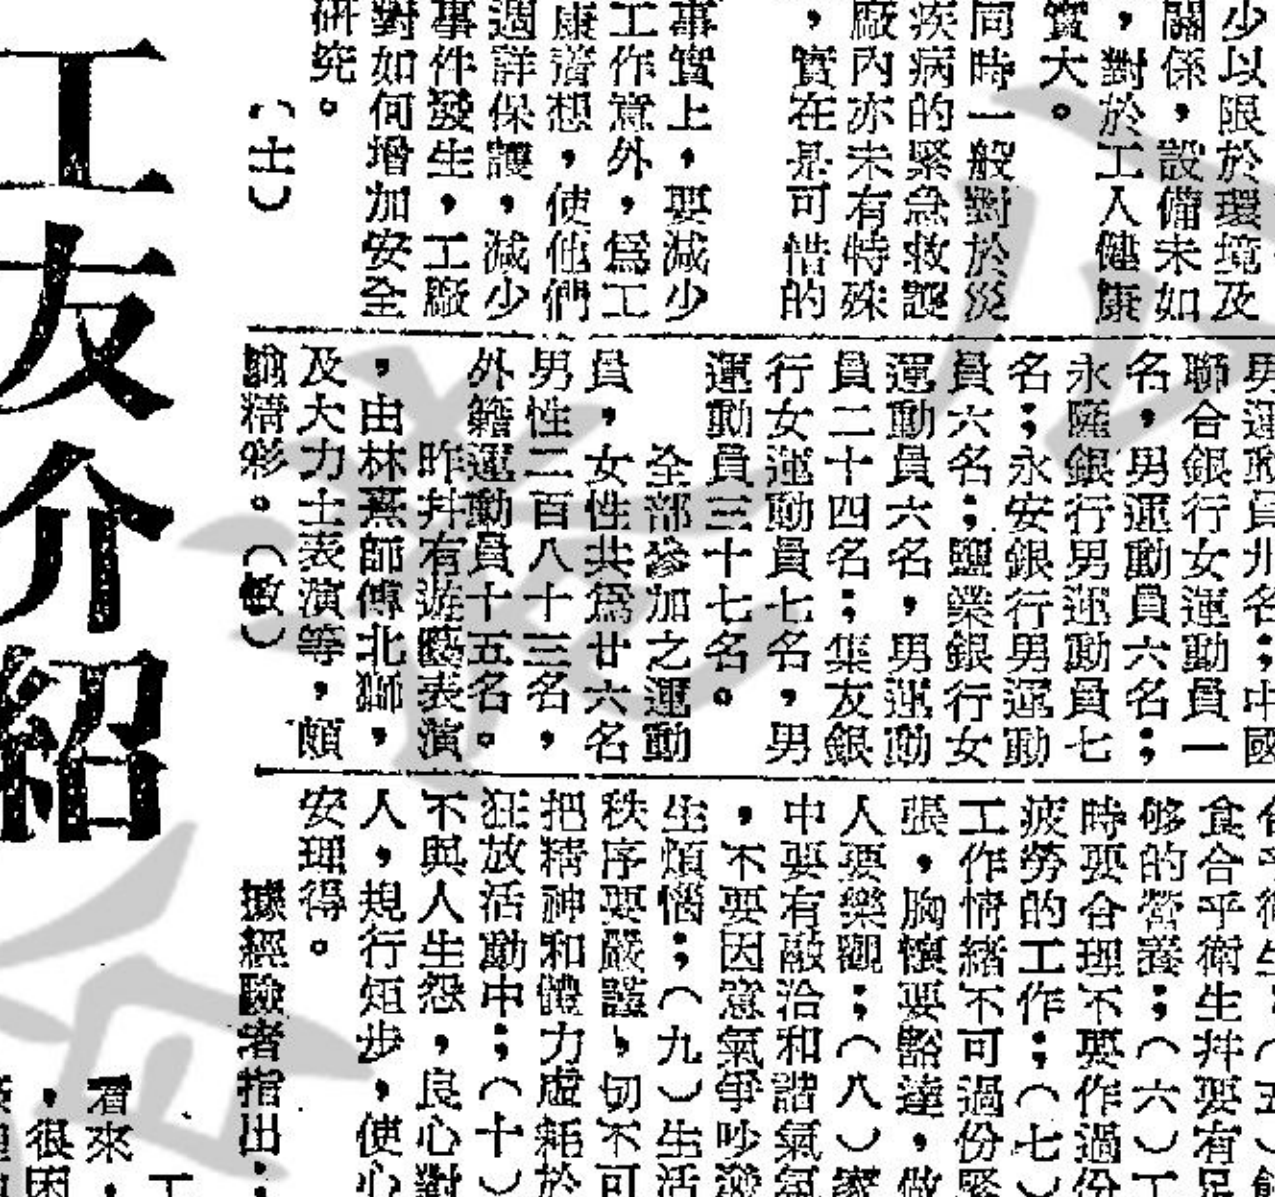 少以限於環境及
關係，設備未如
，對於工人健康
實大。
同時一般對於災
疾病的緊急救護
廠內亦未有特殊
，實在是可惜的
事實上，要減少
工作意外，爲工
康着想，使他們
週詳保護，減少
事件發生，工廠
對如何增加安全
研究。
（士）
男運動員廿名；中國
聯合銀行女運動員一
名，男運動員六名；
永隆銀行男運動員七
名；永安銀行男運動
員六名；鹽業銀行女
運動員六名，男運動
員二十四名；集友銀
行女運動員七名，男
運動員三十七名。
全部參加之運動
員，女性共爲廿六名
男性二百八十三名，
外籍運動員十五名。
昨幷有遊藝表演
，由林蕪師傅北獅，
及大力士表演等，頗
精彩。（敏）
食合乎衛生幷要有足
够的營養；（六）工
時要合理不要作過份
疲勞的工作；（七）
工作情緒不可過份緊
張，胸懷要豁達，做
人要樂觀；（八）家
中要有融洽和諧氣氛
，不要因意氣爭吵激
生煩惱；（九）生活
秩序要嚴謹，切不可
把精神和體力虛耗於
狂放活動中；（十）
不與人生怨，良心對
人，規行矩步，使心
安理得。
據經驗者指出：
工友介紹
工
看來，
，很因